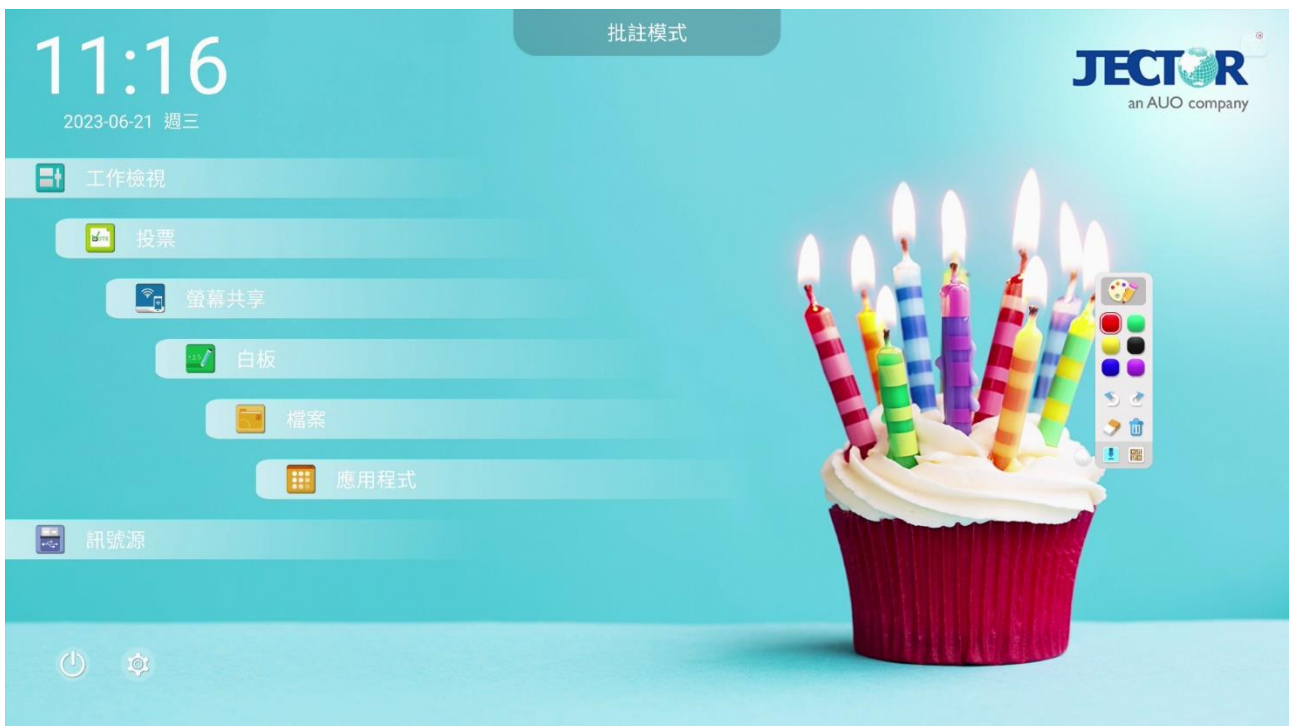 批註模式
11:16
2023-06-21 週三
JECTOR
an AUO company
工作檢視
投票
螢幕共享
白板
檔案
應用程式
訊號源